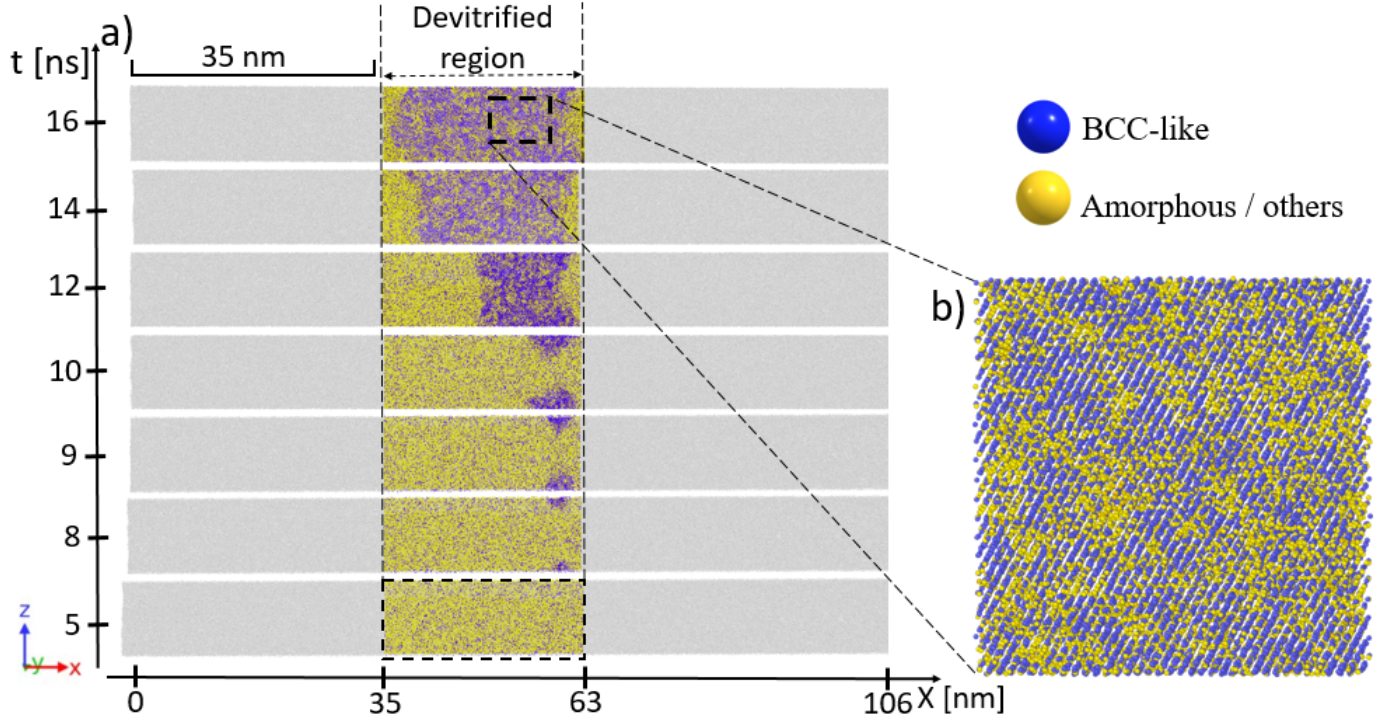 a)
t [ns]
35 nm
Devitrified
region
16
14
12
10
9
8
5
z
y
x
0
35
63
106
X [nm]
BCC-like
Amorphous / others
b)